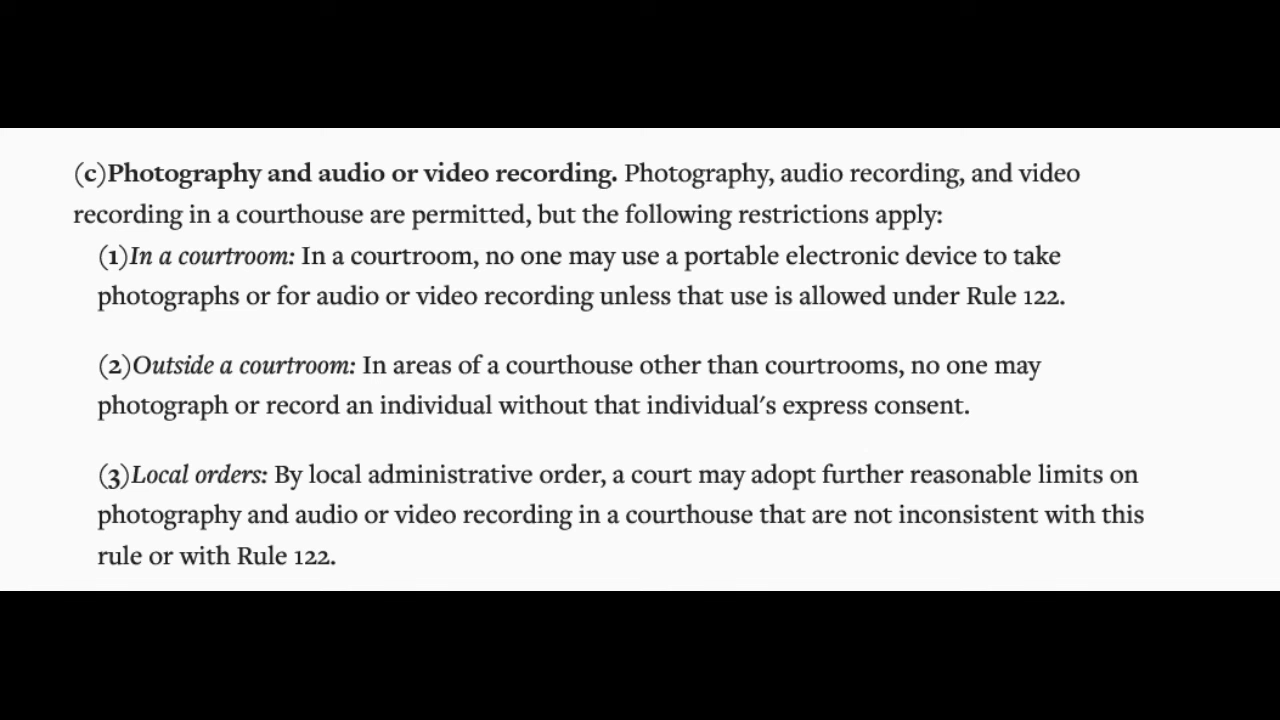 (c)Photography and audio or video recording. Photography, audio recording, and video
recording in a courthouse are permitted, but the following restrictions apply:
(1)In a courtroom: In a courtroom, no one may use a portable electronic device to take
photographs or for audio or video recording unless that use is allowed under Rule 122.
(2)Outside a courtroom: In areas of a courthouse other than courtrooms, no one may
photograph or record an individual without that individual's express consent.
(3)Local orders: By local administrative order, a court may adopt further reasonable limits on
photography and audio or video recording in a courthouse that are not inconsistent with this
rule or with Rule 122.